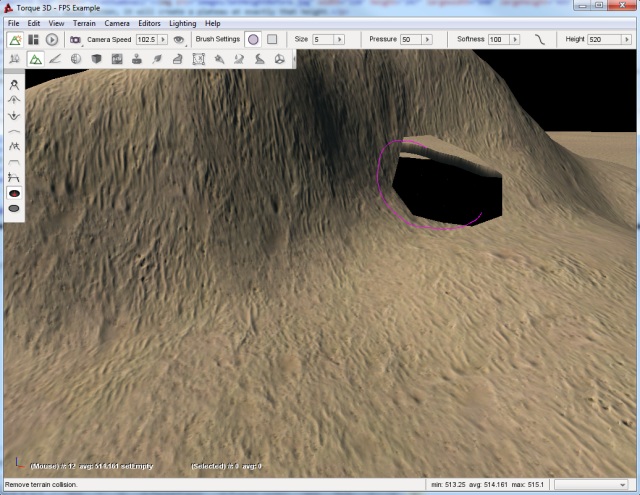 Torque 3D - FPS Example
File Edit View Terrain Camera Editors Lighting Help
Camera Speed 102.5 Brush Settings Size 5 Pressure 50 Softness 100 Height 520
(Mouse) #: 12 avg: 514.161 setEmpty (Selected) #: 0 avg: 0
Remove terrain collision. min: 513.25 avg: 514.161 max: 515.1